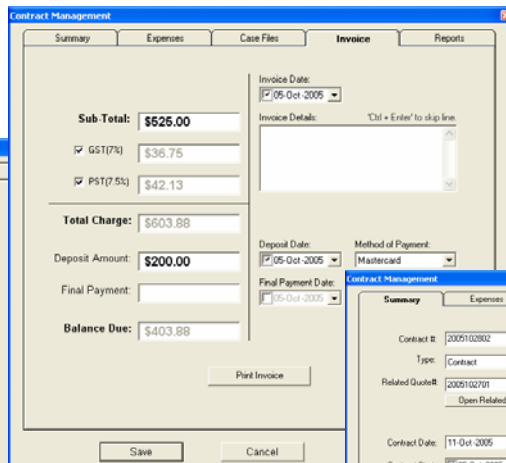 Contract Management
Summary Expenses Case Files Invoice Reports
Invoice Date:
05-Oct-2005
Sub-Total: $525.00
Invoice Details: 'Ctrl + Enter' to skip line.
GST(7%) $36.75
PST(7.5%) $42.13
Total Charge: $603.88
Deposit Date: Method of Payment:
Deposit Amount: $200.00 05-Oct-2005 Mastercard
Final Payment: Final Payment Date:
05-Oct-2005
Balance Due: $403.88
Print Invoice
Save Cancel
Contract Management
Summary Expenses
Contract #: 2005102802
Type: Contract
Related Quote#: 2005102701
Open Related
Contract Date: 11-Oct-2005